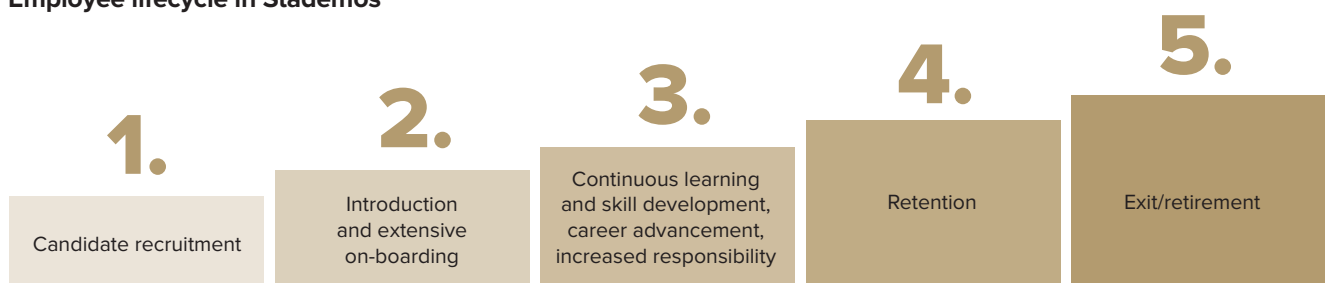 Employee lifecycle in Stademos
1.
Candidate recruitment
2.
Introduction
and extensive
on-boarding
3.
Continuous learning
and skill development,
career advancement,
increased responsibility
4.
Retention
5.
Exit/retirement